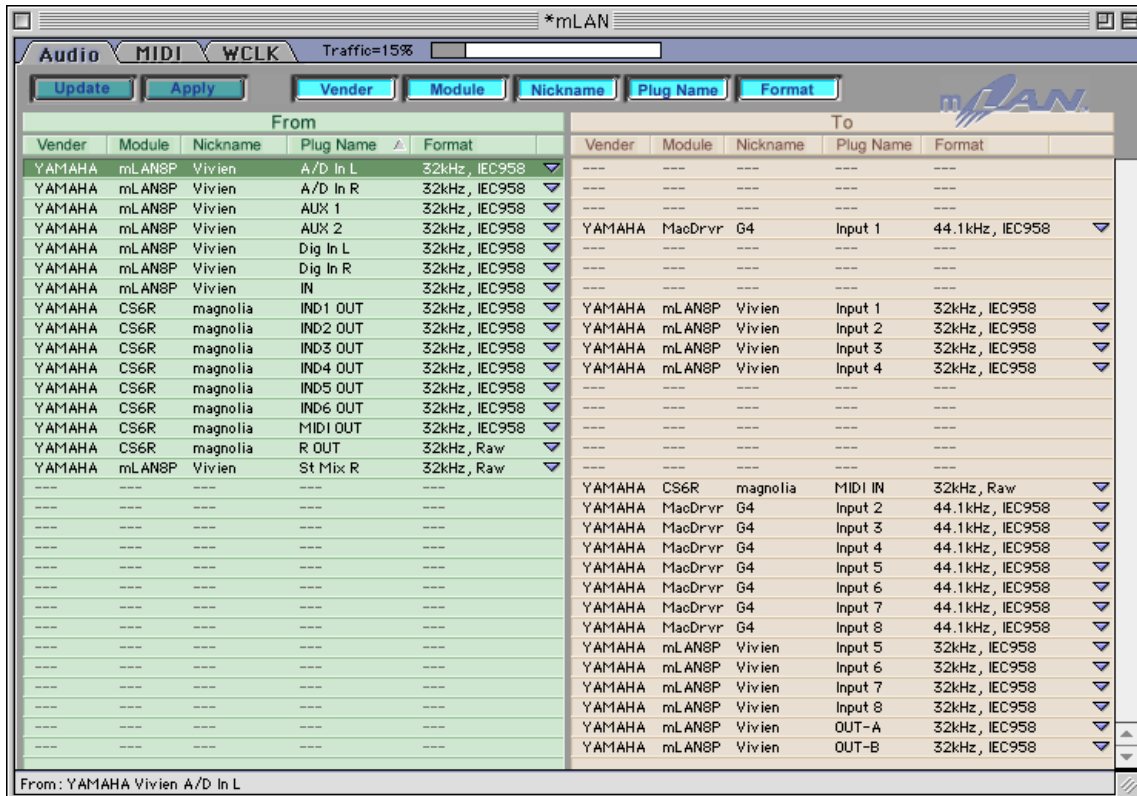 *mLAN
Audio MIDI WCLK Traffic=15%
Update Apply Vender Module Nickname Plug Name Format mLAN.
From To
Vender Module Nickname Plug Name Format Vender Module Nickname Plug Name Format
YAMAHA mLAN8P Vivien A/D In L 32kHz, IEC958 --- --- --- --- ---
YAMAHA mLAN8P Vivien A/D In R 32kHz, IEC958 --- --- --- --- ---
YAMAHA mLAN8P Vivien AUX 1 32kHz, IEC958 --- --- --- --- ---
YAMAHA mLAN8P Vivien AUX 2 32kHz, IEC958 YAMAHA MacDrvr G4 Input 1 44.1kHz, IEC958
YAMAHA mLAN8P Vivien Dig In L 32kHz, IEC958 --- --- --- --- ---
YAMAHA mLAN8P Vivien Dig In R 32kHz, IEC958 --- --- --- --- ---
YAMAHA mLAN8P Vivien IN 32kHz, IEC958 --- --- --- --- ---
YAMAHA CS6R magnolia IND1 OUT 32kHz, IEC958 YAMAHA mLAN8P Vivien Input 1 32kHz, IEC958
YAMAHA CS6R magnolia IND2 OUT 32kHz, IEC958 YAMAHA mLAN8P Vivien Input 2 32kHz, IEC958
YAMAHA CS6R magnolia IND3 OUT 32kHz, IEC958 YAMAHA mLAN8P Vivien Input 3 32kHz, IEC958
YAMAHA CS6R magnolia IND4 OUT 32kHz, IEC958 YAMAHA mLAN8P Vivien Input 4 32kHz, IEC958
YAMAHA CS6R magnolia IND5 OUT 32kHz, IEC958 --- --- --- --- ---
YAMAHA CS6R magnolia IND6 OUT 32kHz, IEC958 --- --- --- --- ---
YAMAHA CS6R magnolia MIDI OUT 32kHz, IEC958 --- --- --- --- ---
YAMAHA CS6R magnolia R OUT 32kHz, Raw --- --- --- --- ---
YAMAHA mLAN8P Vivien St Mix R 32kHz, Raw --- --- --- --- ---
--- --- --- --- --- YAMAHA CS6R magnolia MIDI IN 32kHz, Raw
--- --- --- --- --- YAMAHA MacDrvr G4 Input 2 44.1kHz, IEC958
--- --- --- --- --- YAMAHA MacDrvr G4 Input 3 44.1kHz, IEC958
--- --- --- --- --- YAMAHA MacDrvr G4 Input 4 44.1kHz, IEC958
--- --- --- --- --- YAMAHA MacDrvr G4 Input 5 44.1kHz, IEC958
--- --- --- --- --- YAMAHA MacDrvr G4 Input 6 44.1kHz, IEC958
--- --- --- --- --- YAMAHA MacDrvr G4 Input 7 44.1kHz, IEC958
--- --- --- --- --- YAMAHA MacDrvr G4 Input 8 44.1kHz, IEC958
--- --- --- --- --- YAMAHA mLAN8P Vivien Input 5 32kHz, IEC958
--- --- --- --- --- YAMAHA mLAN8P Vivien Input 6 32kHz, IEC958
--- --- --- --- --- YAMAHA mLAN8P Vivien Input 7 32kHz, IEC958
--- --- --- --- --- YAMAHA mLAN8P Vivien Input 8 32kHz, IEC958
--- --- --- --- --- YAMAHA mLAN8P Vivien OUT-A 32kHz, IEC958
--- --- --- --- --- YAMAHA mLAN8P Vivien OUT-B 32kHz, IEC958
From: YAMAHA Vivien A/D In L